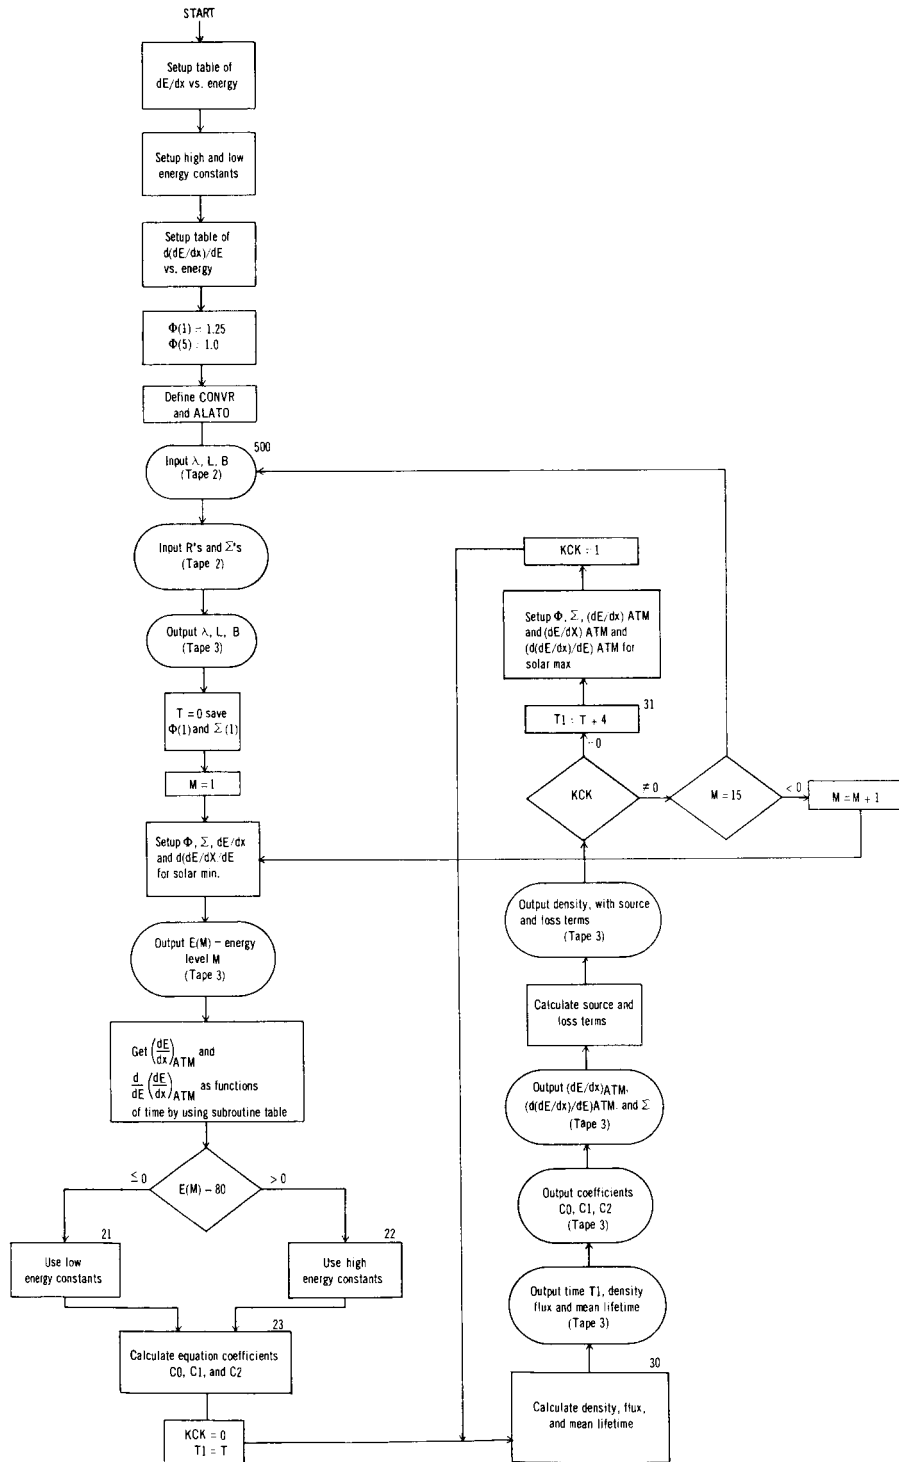 START
Setup table of
dE/dx vs. energy
Setup high and low
energy constants
Setup table of
d(dE/dx)/dE
vs. energy
Φ(1) = 1.25
Φ(5) = 1.0
Define CONVR
and ALATO
500
Input λ, L, B
(Tape 2)
Input R's and Σ's
(Tape 2)
Output λ, L, B
(Tape 3)
T = 0 save
Φ(1) and Σ(1)
M = 1
Setup Φ, Σ, dE/dx
and d(dE/dX/dE
for solar min.
Output E(M) – energy
level M
(Tape 3)
Get (dE/dx)ATM and
d/dE (dE/dx)ATM as functions
of time by using subroutine table
≤ 0
E(M) – 80
> 0
21
Use low
energy constants
22
Use high
energy constants
23
Calculate equation coefficients
C0, C1, and C2
KCK = 0
T1 = T
30
Calculate density, flux,
and mean lifetime
Output time T1, density
flux and mean lifetime
(Tape 3)
Output coefficients
C0, C1, C2
(Tape 3)
Output (dE/dx)ATM,
(d(dE/dx)/dE)ATM. and Σ
(Tape 3)
Calculate source and
loss terms
Output density, with source
and loss terms
(Tape 3)
KCK
≠ 0
M = 15
< 0
M = M + 1
=0
31
T1 = T + 4
Setup Φ, Σ, (dE/dx) ATM
and (dE/dX) ATM and
(d(dE/dx)/dE) ATM for
solar max
KCK = 1